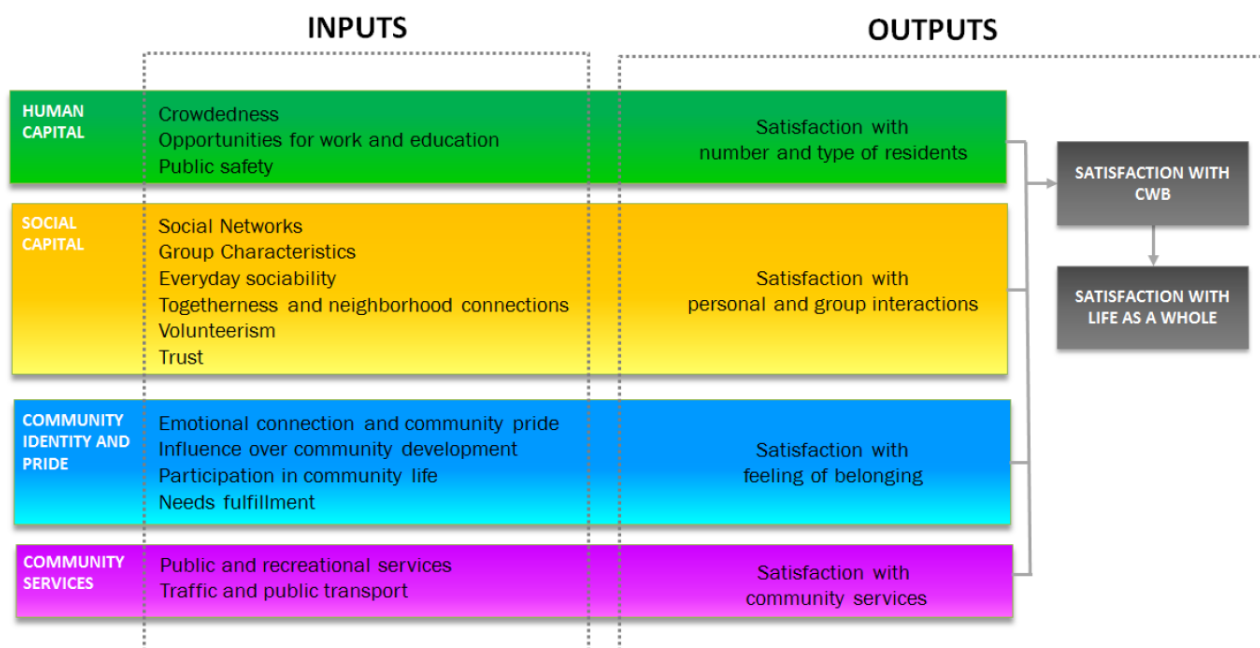 INPUTS
OUTPUTS
HUMAN
CAPITAL
Crowdedness
Opportunities for work and education
Public safety
Satisfaction with
number and type of residents
SOCIAL
CAPITAL
Social Networks
Group Characteristics
Everyday sociability
Togetherness and neighborhood connections
Volunteerism
Trust
Satisfaction with
personal and group interactions
COMMUNITY
IDENTITY AND
PRIDE
Emotional connection and community pride
Influence over community development
Participation in community life
Needs fulfillment
Satisfaction with
feeling of belonging
COMMUNITY
SERVICES
Public and recreational services
Traffic and public transport
Satisfaction with
community services
SATISFACTION WITH
CWB
SATISFACTION WITH
LIFE AS A WHOLE